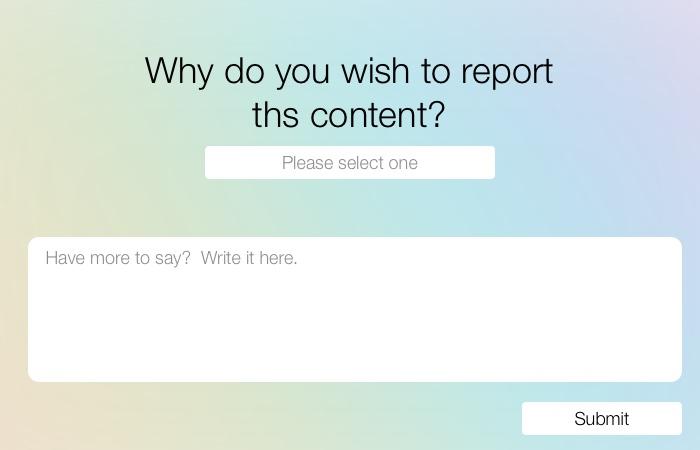 Why do you wish to report
ths content?
Please select one
Have more to say?  Write it here.
Submit